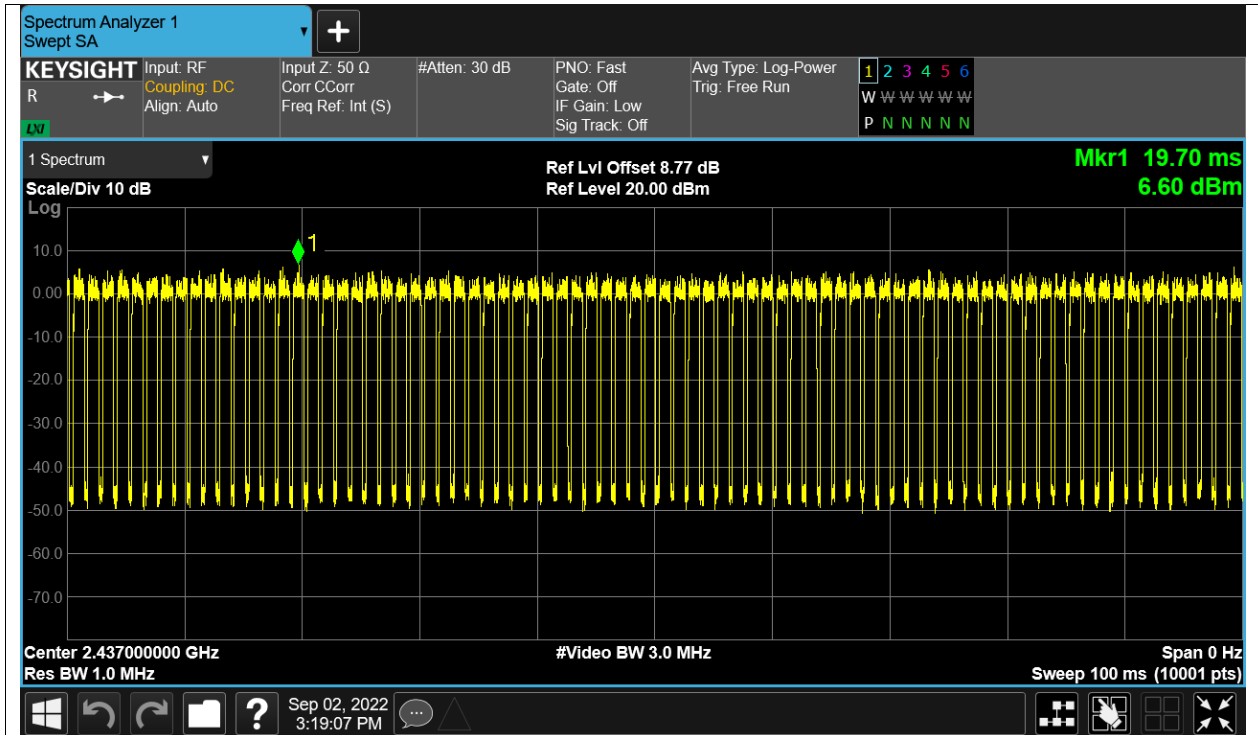 Spectrum Analyzer 1
Swept SA
+
KEYSIGHT
R
LXI
Input: RF
Coupling: DC
Align: Auto
Input Z: 50 Ω
Corr CCorr
Freq Ref: Int (S)
#Atten: 30 dB
PNO: Fast
Gate: Off
IF Gain: Low
Sig Track: Off
Avg Type: Log-Power
Trig: Free Run
1 2 3 4 5 6
W W W W W W
P N N N N N
1 Spectrum
Scale/Div 10 dB
Log
Ref Lvl Offset 8.77 dB
Ref Level 20.00 dBm
Mkr1 19.70 ms
6.60 dBm
1
10.0
0.00
-10.0
-20.0
-30.0
-40.0
-50.0
-60.0
-70.0
Center 2.437000000 GHz
Res BW 1.0 MHz
#Video BW 3.0 MHz
Span 0 Hz
Sweep 100 ms (10001 pts)
?
Sep 02, 2022
3:19:07 PM